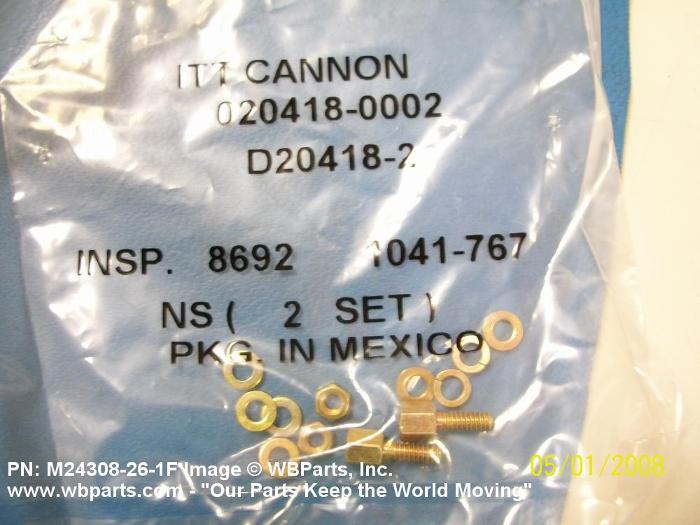 ITT CANNON
020418-0002
D20418-2
INSP. 8692 1041-767
NS ( 2 SET )
PKG. IN MEXICO
PN: M24308-26-1F Image © WBParts, Inc.
05/01/2008
www.wbparts.com - "Our Parts Keep the World Moving"